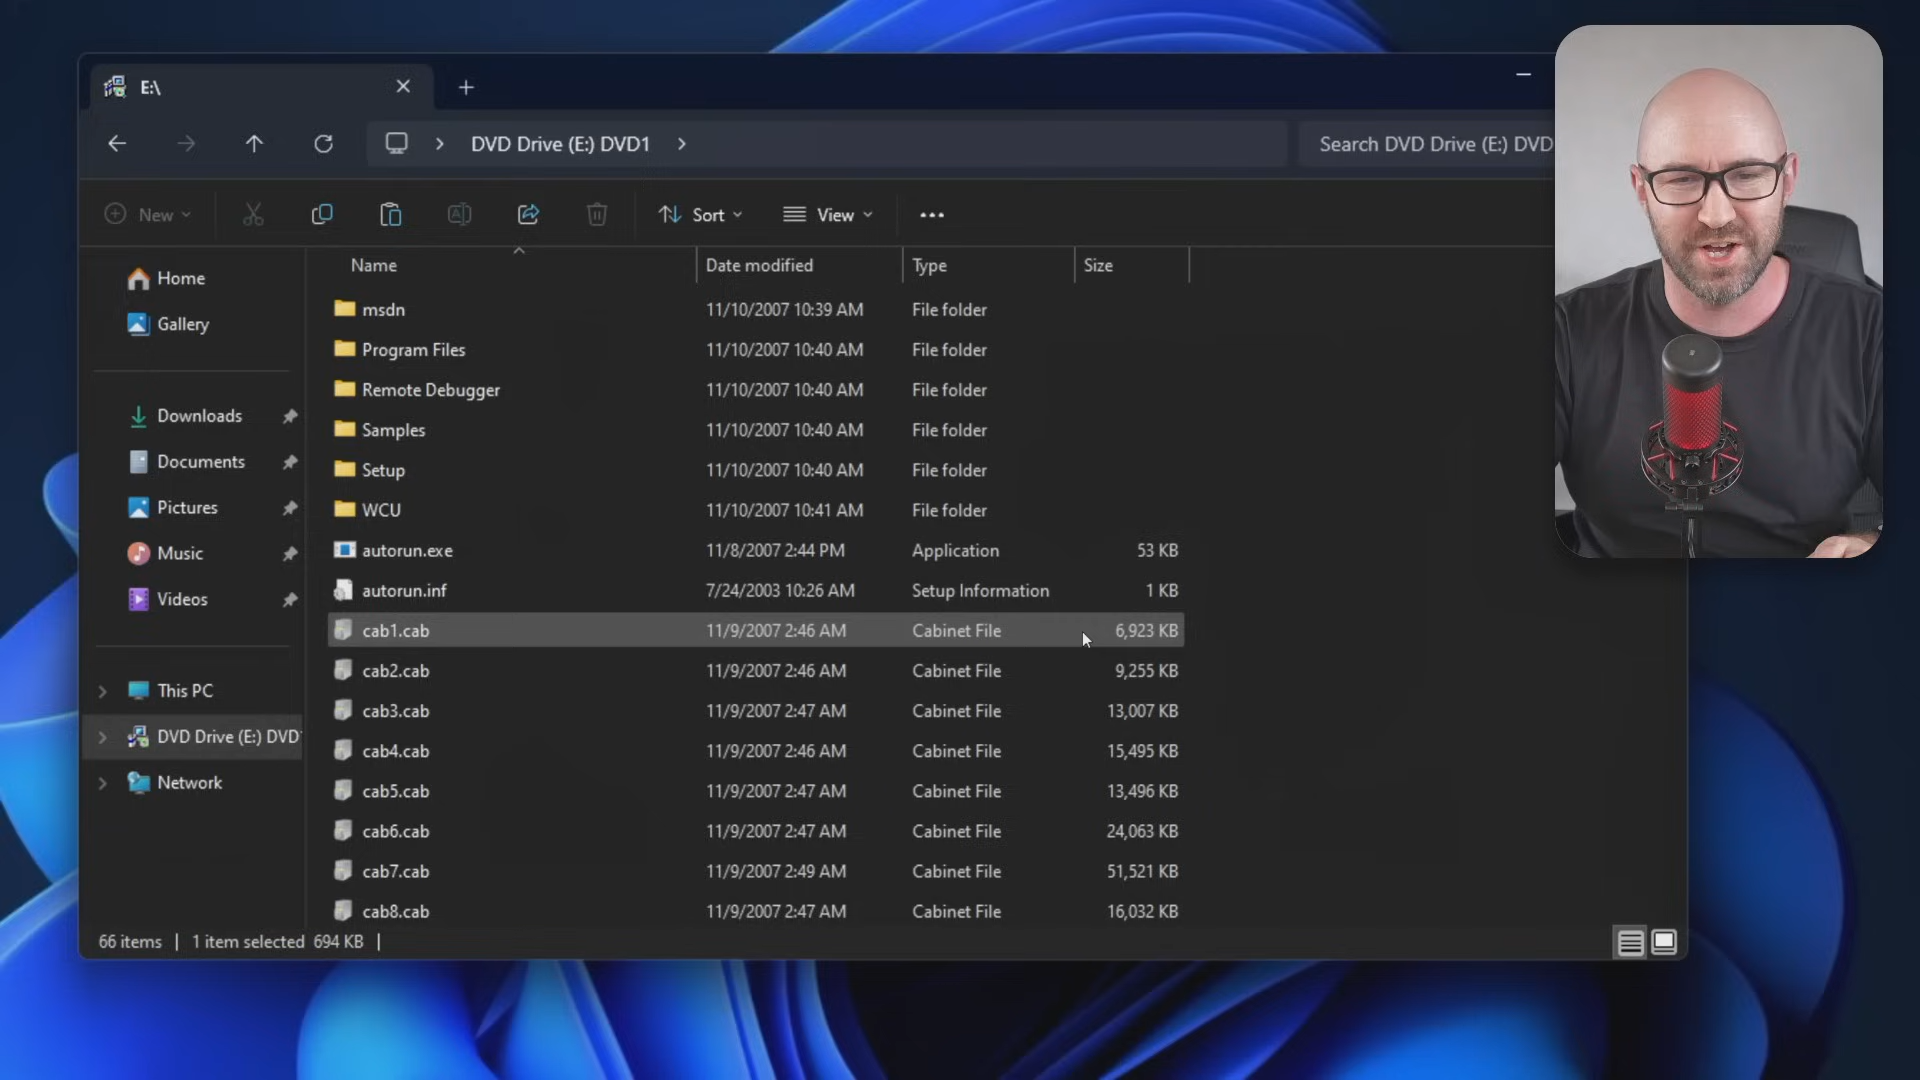 E:\
DVD Drive (E:) DVD1
Search DVD Drive (E:) DVD
New
Sort
View
Name Date modified Type Size
Home
Gallery
Downloads
Documents
Pictures
Music
Videos
This PC
DVD Drive (E:) DVD
Network
msdn 11/10/2007 10:39 AM File folder
Program Files 11/10/2007 10:40 AM File folder
Remote Debugger 11/10/2007 10:40 AM File folder
Samples 11/10/2007 10:40 AM File folder
Setup 11/10/2007 10:40 AM File folder
WCU 11/10/2007 10:41 AM File folder
autorun.exe 11/8/2007 2:44 PM Application 53 KB
autorun.inf 7/24/2003 10:26 AM Setup Information 1 KB
cab1.cab 11/9/2007 2:46 AM Cabinet File 6,923 KB
cab2.cab 11/9/2007 2:46 AM Cabinet File 9,255 KB
cab3.cab 11/9/2007 2:47 AM Cabinet File 13,007 KB
cab4.cab 11/9/2007 2:46 AM Cabinet File 15,495 KB
cab5.cab 11/9/2007 2:47 AM Cabinet File 13,496 KB
cab6.cab 11/9/2007 2:47 AM Cabinet File 24,063 KB
cab7.cab 11/9/2007 2:49 AM Cabinet File 51,521 KB
cab8.cab 11/9/2007 2:47 AM Cabinet File 16,032 KB
66 items | 1 item selected 694 KB |